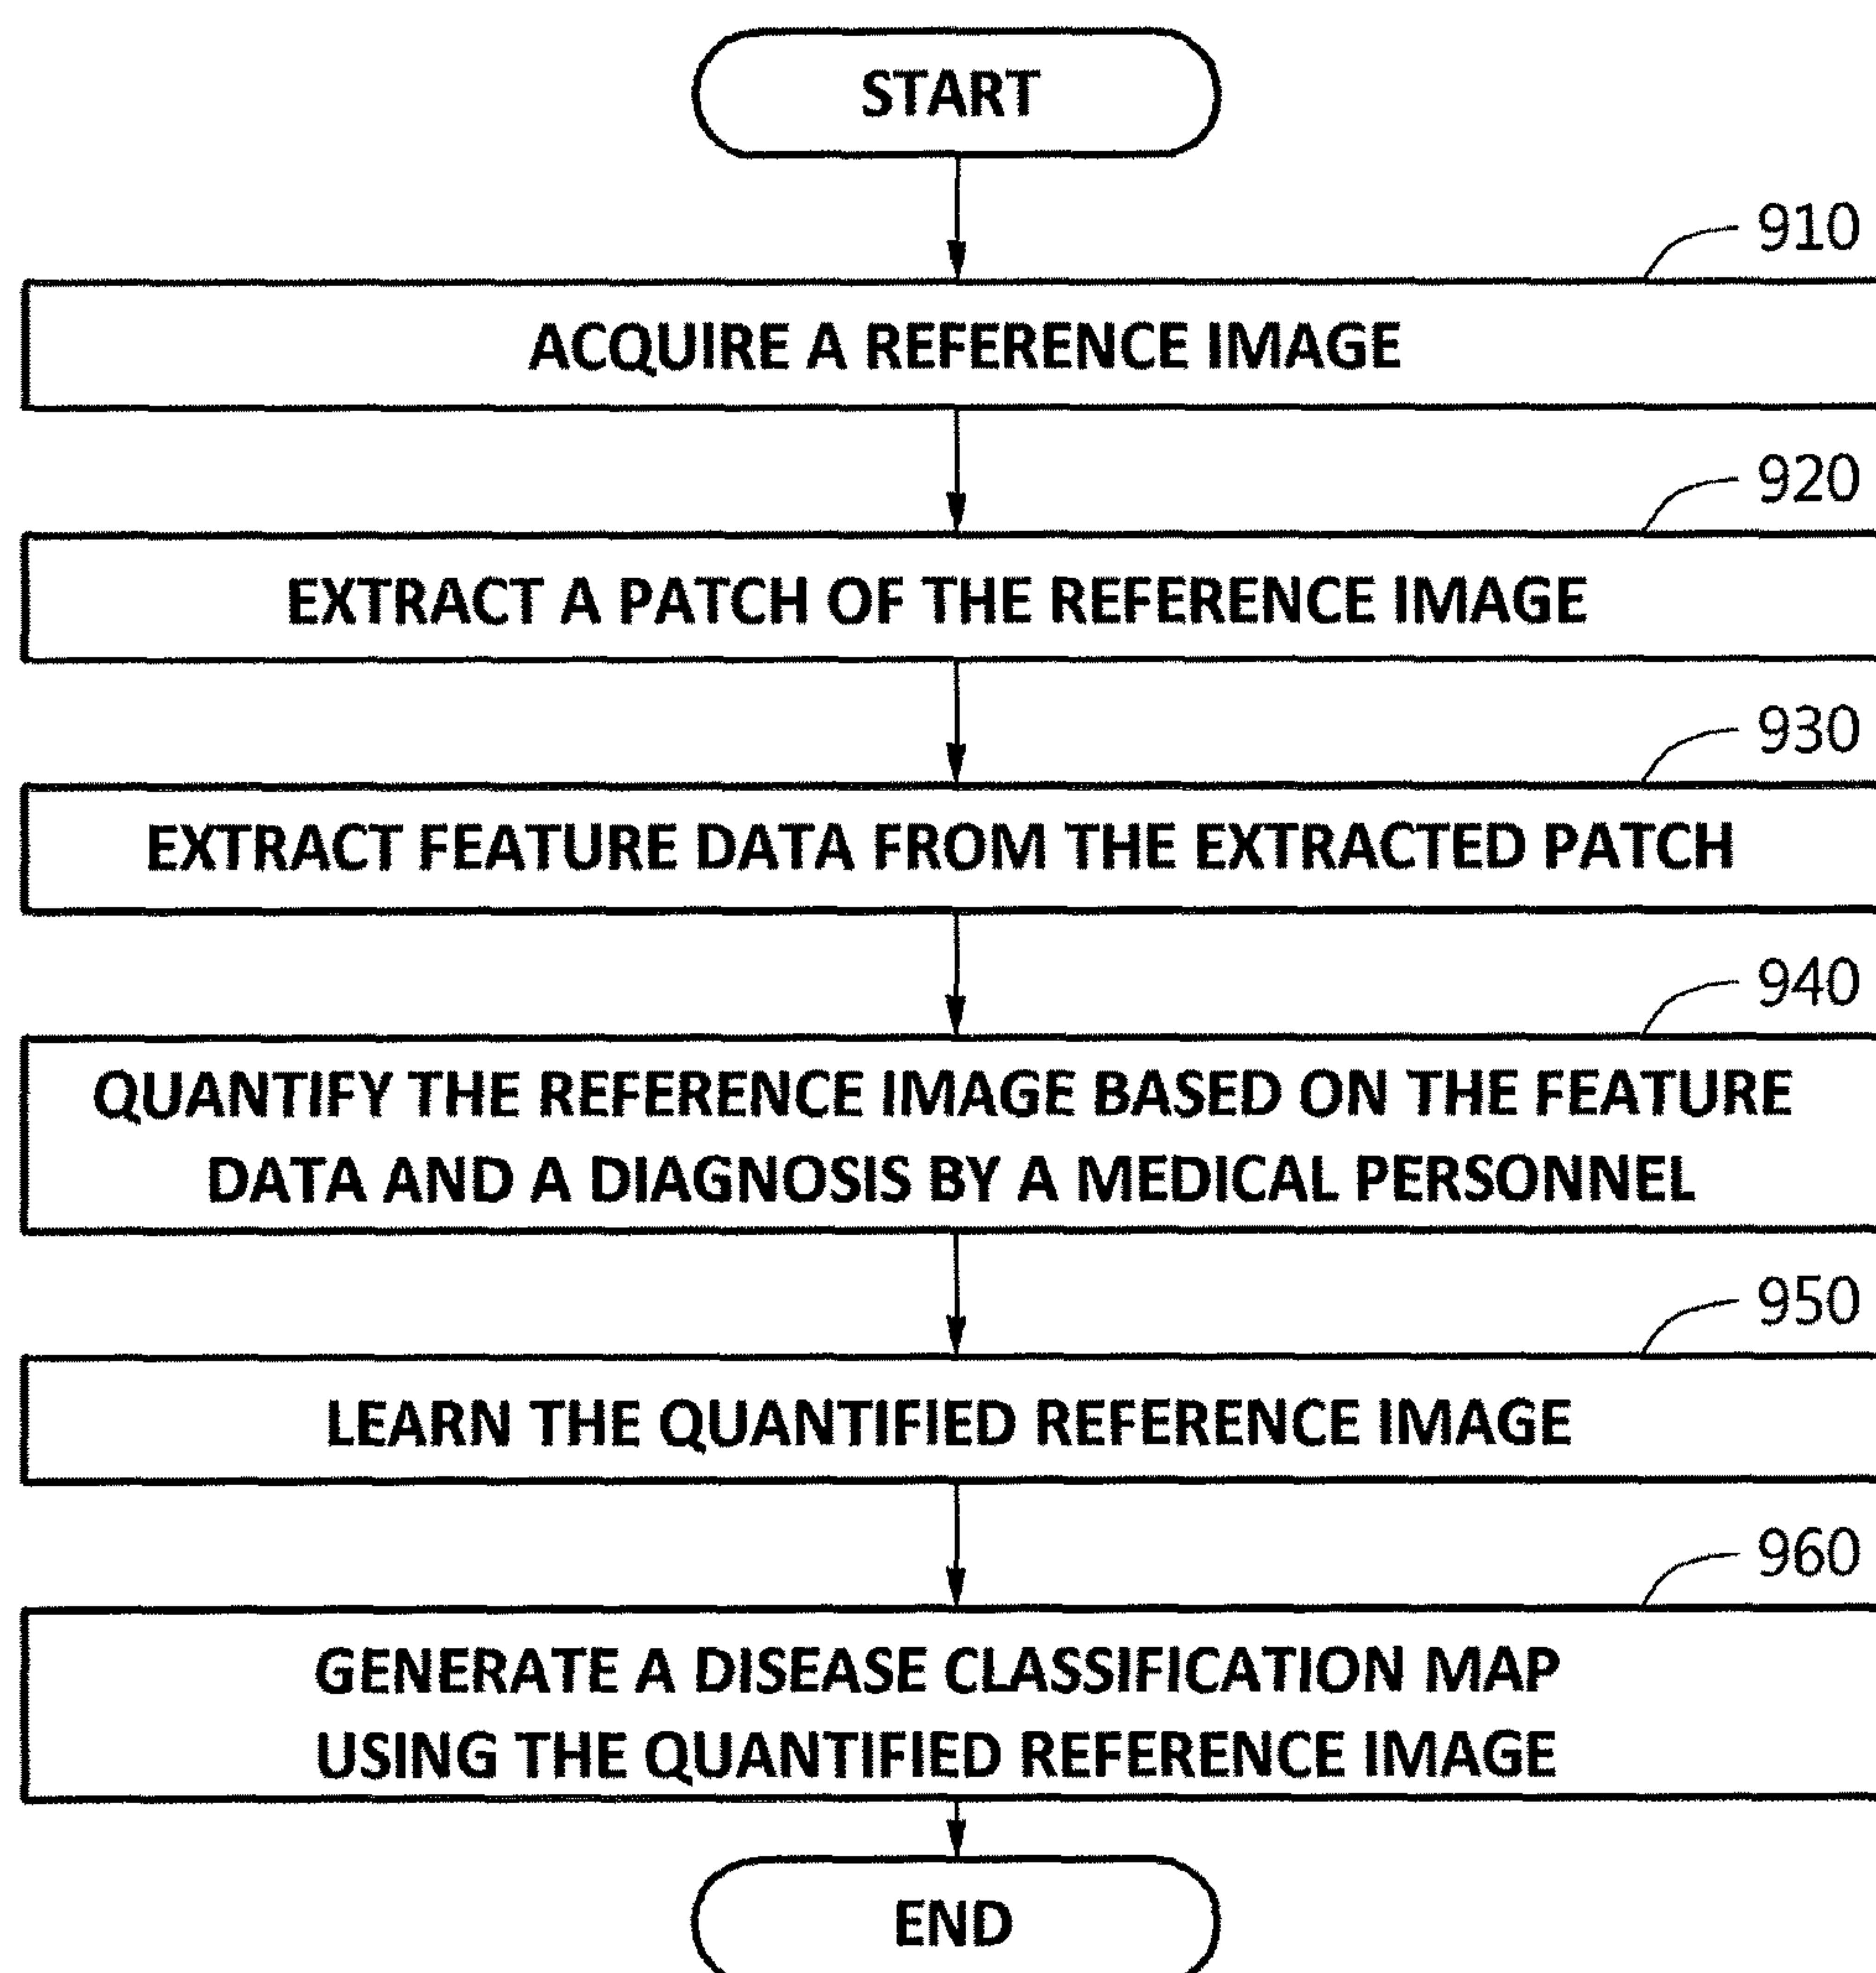 START
910
ACQUIRE A REFERENCE IMAGE
920
EXTRACT A PATCH OF THE REFERENCE IMAGE
930
EXTRACT FEATURE DATA FROM THE EXTRACTED PATCH
940
QUANTIFY THE REFERENCE IMAGE BASED ON THE FEATURE
DATA AND A DIAGNOSIS BY A MEDICAL PERSONNEL
950
LEARN THE QUANTIFIED REFERENCE IMAGE
960
GENERATE A DISEASE CLASSIFICATION MAP
USING THE QUANTIFIED REFERENCE IMAGE
END